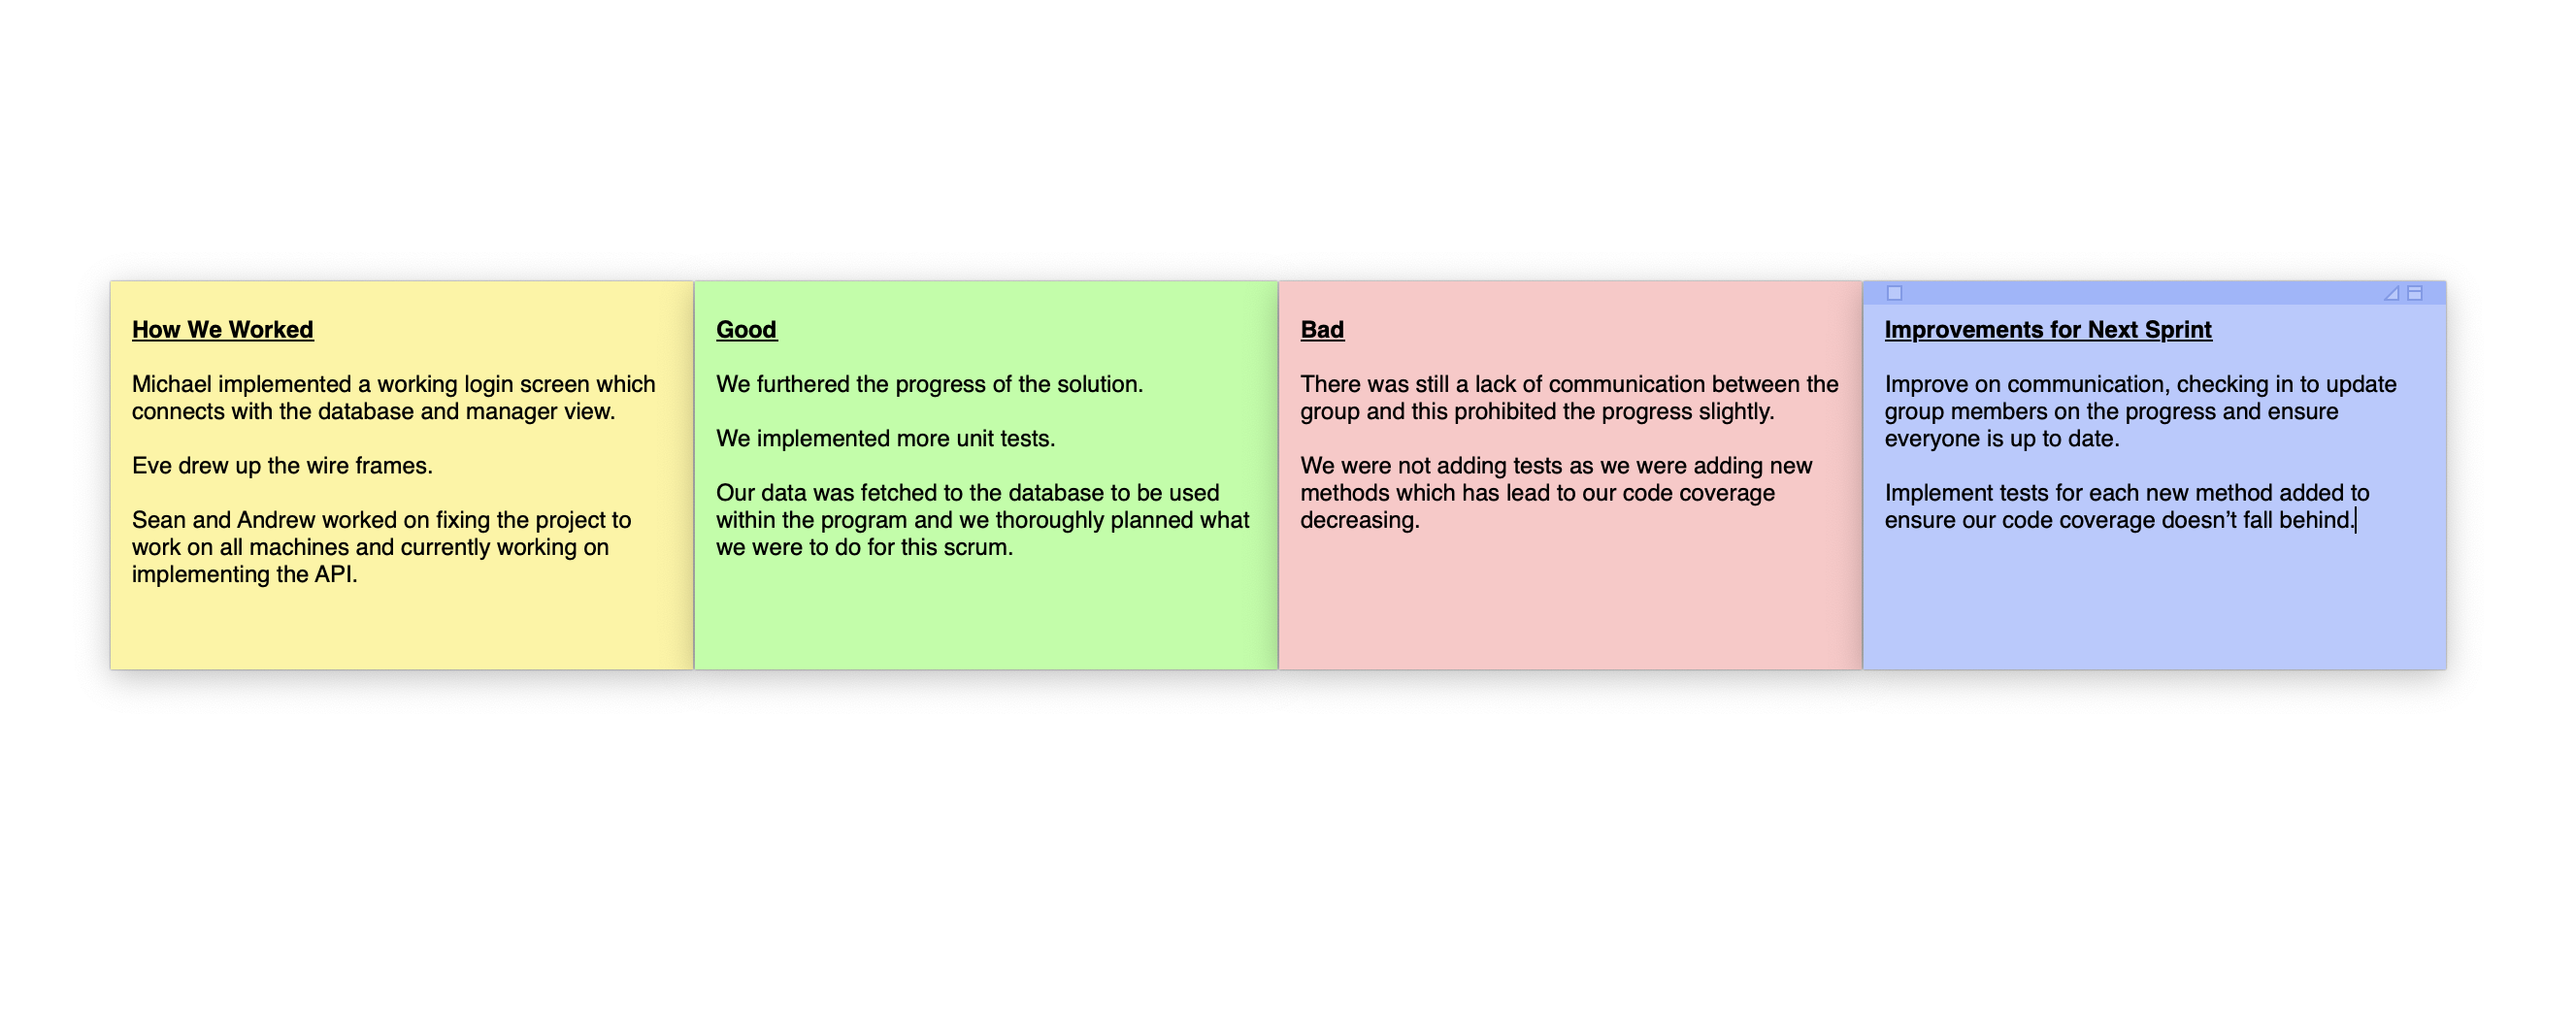 How We Worked
Michael implemented a working login screen which
connects with the database and manager view.
Eve drew up the wire frames.
Sean and Andrew worked on fixing the project to
work on all machines and currently working on
implementing the API.
Good
We furthered the progress of the solution.
We implemented more unit tests.
Our data was fetched to the database to be used
within the program and we thoroughly planned what
we were to do for this scrum.
Bad
There was still a lack of communication between the
group and this prohibited the progress slightly.
We were not adding tests as we were adding new
methods which has lead to our code coverage
decreasing.
Improvements for Next Sprint
Improve on communication, checking in to update
group members on the progress and ensure
everyone is up to date.
Implement tests for each new method added to
ensure our code coverage doesn’t fall behind.